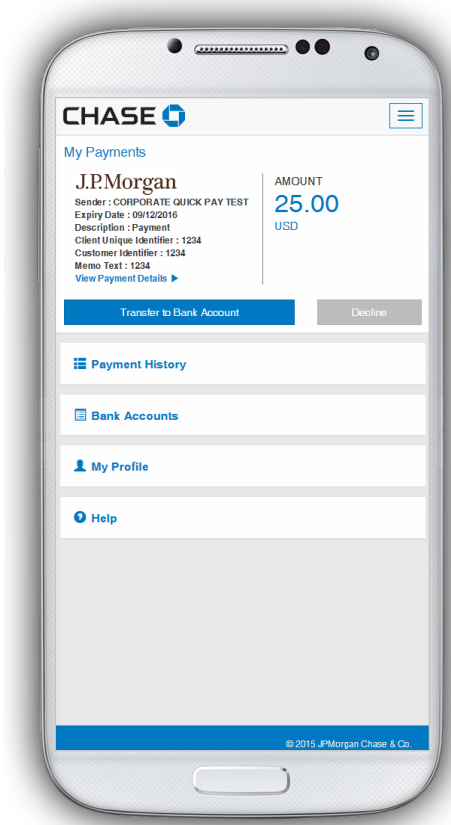 CHASE
My Payments
J.P.Morgan
Sender : CORPORATE QUICK PAY TEST
Expiry Date : 09/12/2016
Description : Payment
Client Unique Identifier : 1234
Customer Identifier : 1234
Memo Text : 1234
View Payment Details ▶
AMOUNT
25.00
USD
Transfer to Bank Account
Decline
Payment History
Bank Accounts
My Profile
Help
© 2015 JPMorgan Chase & Co.